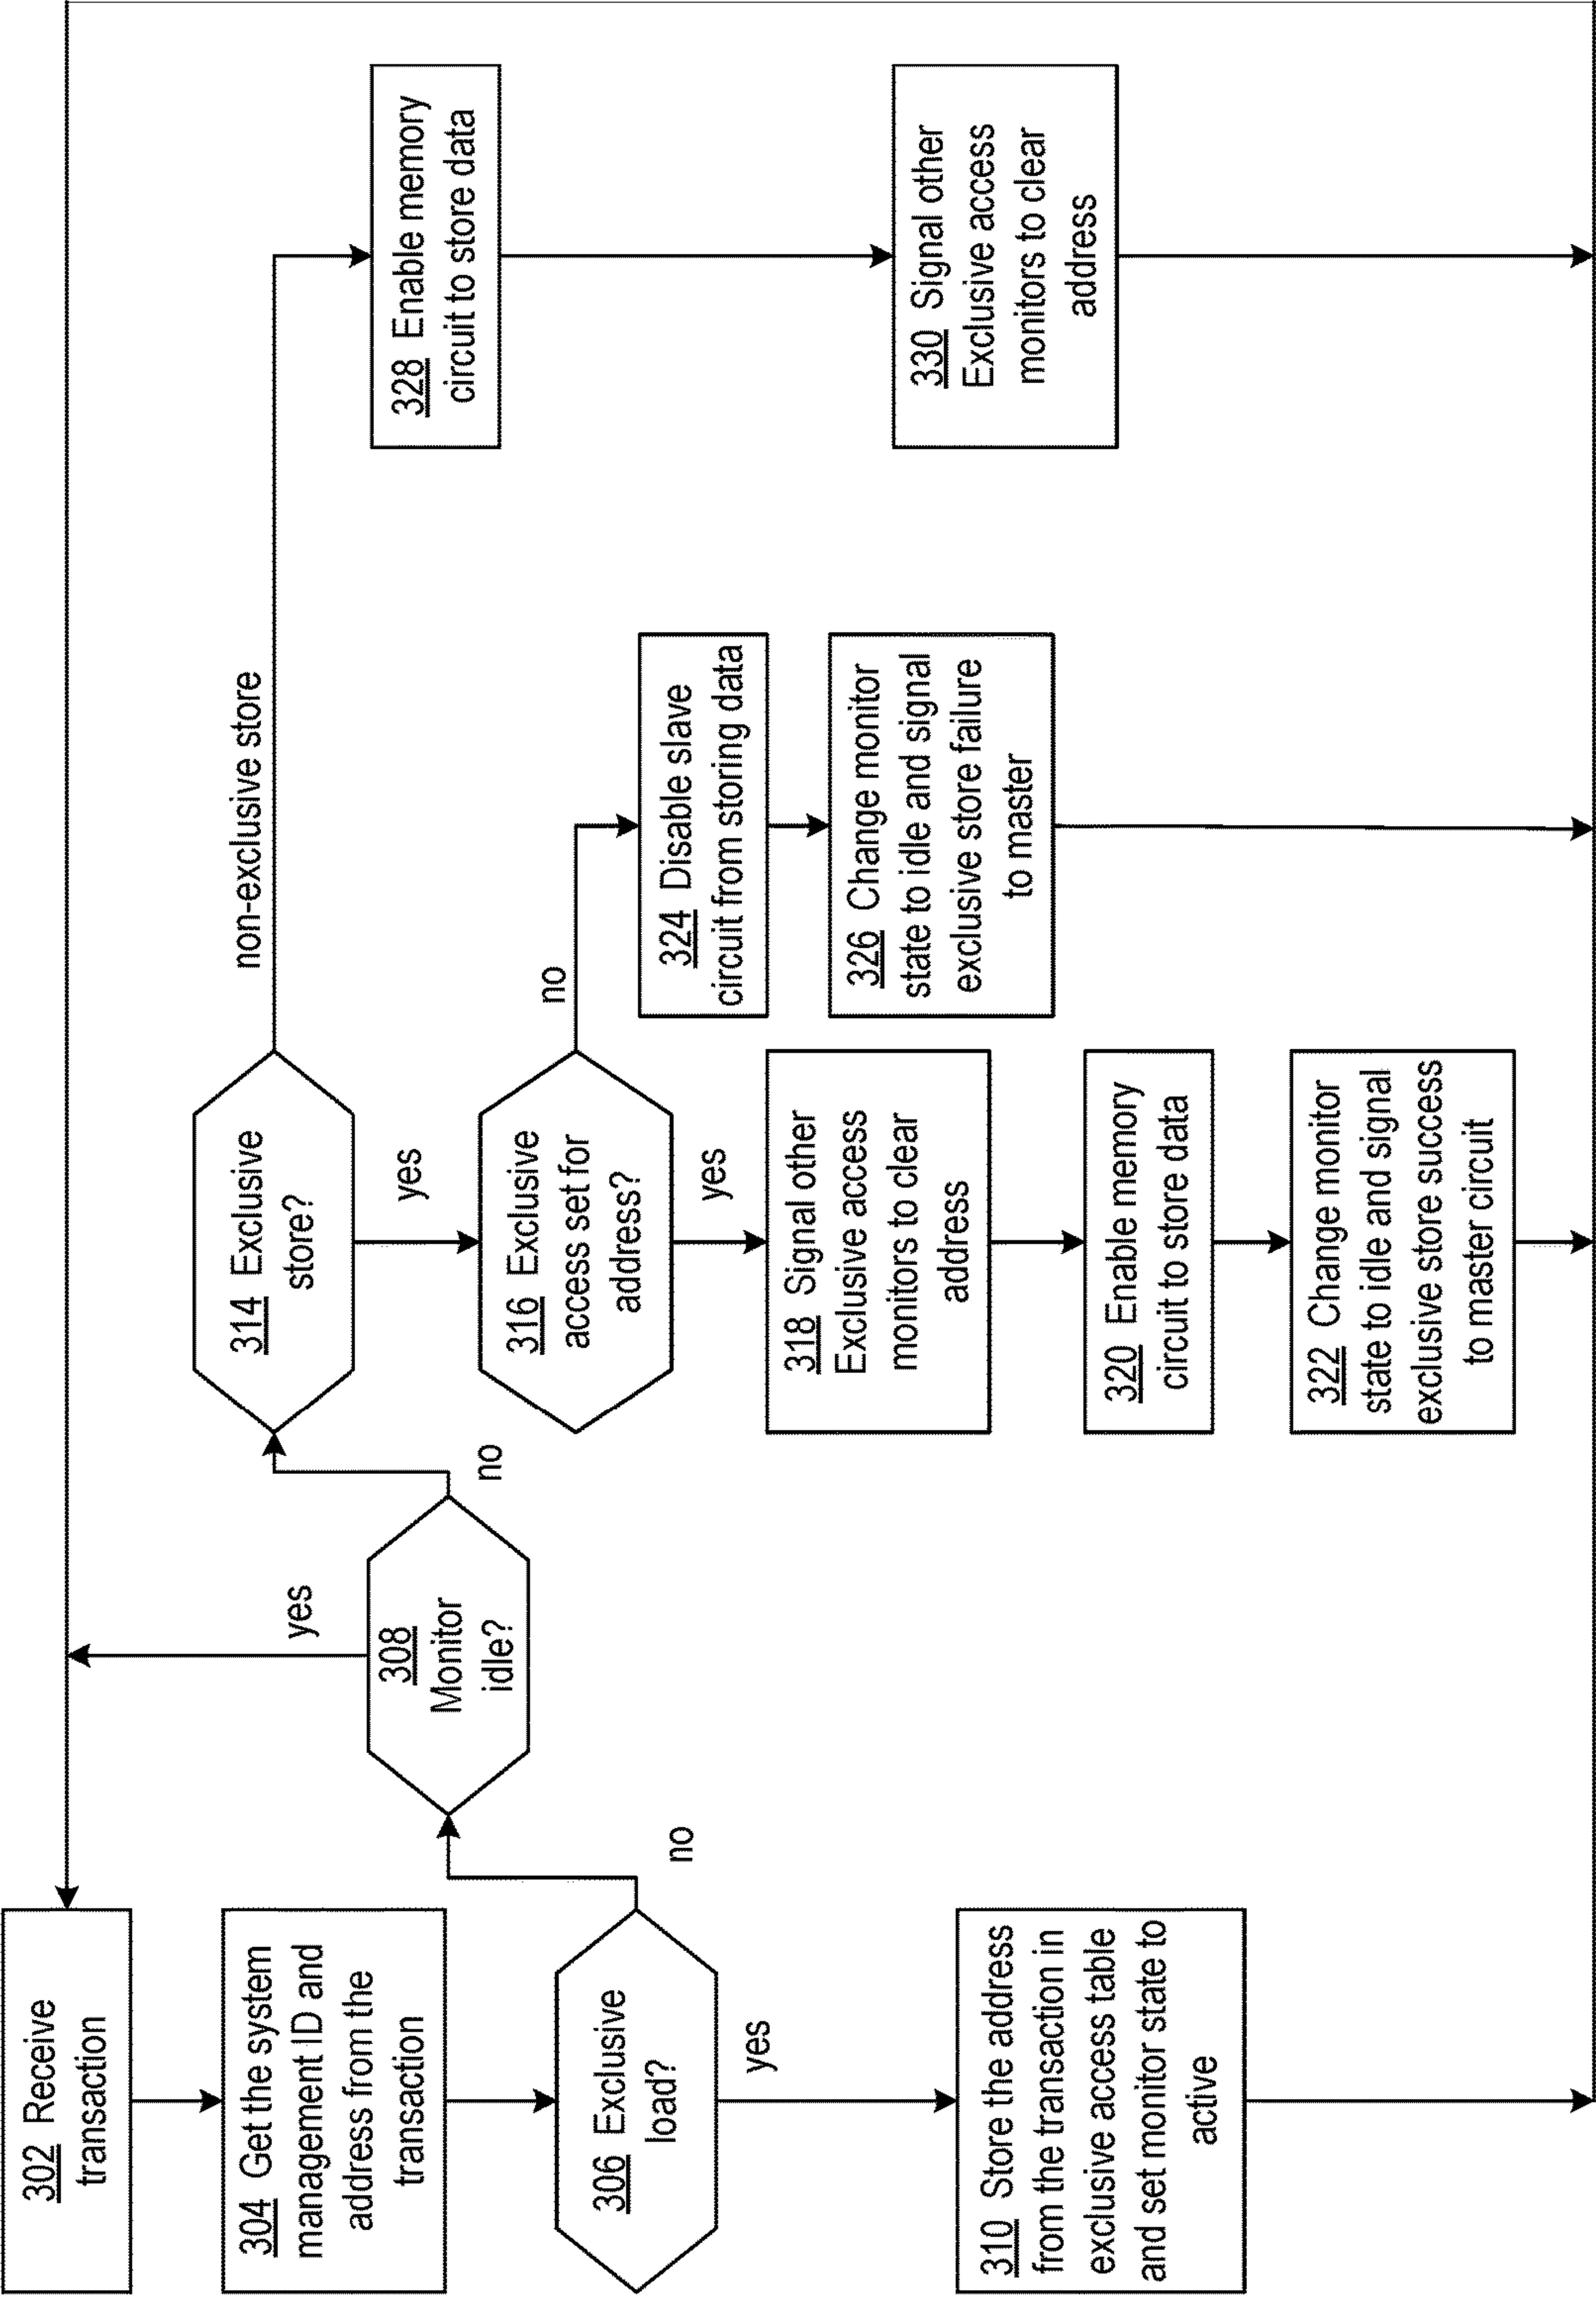 302 Receive
transaction
304 Get the system
management ID and
address from the
transaction
306 Exclusive
load?
yes
no
310 Store the address
from the transaction in
exclusive access table
and set monitor state to
active
308
Monitor
idle?
yes
no
314 Exclusive
store?
yes
non-exclusive store
316 Exclusive
access set for
address?
yes
no
318 Signal other
Exclusive access
monitors to clear
address
320 Enable memory
circuit to store data
322 Change monitor
state to idle and signal
exclusive store success
to master circuit
324 Disable slave
circuit from storing data
326 Change monitor
state to idle and signal
exclusive store failure
to master
328 Enable memory
circuit to store data
330 Signal other
Exclusive access
monitors to clear
address